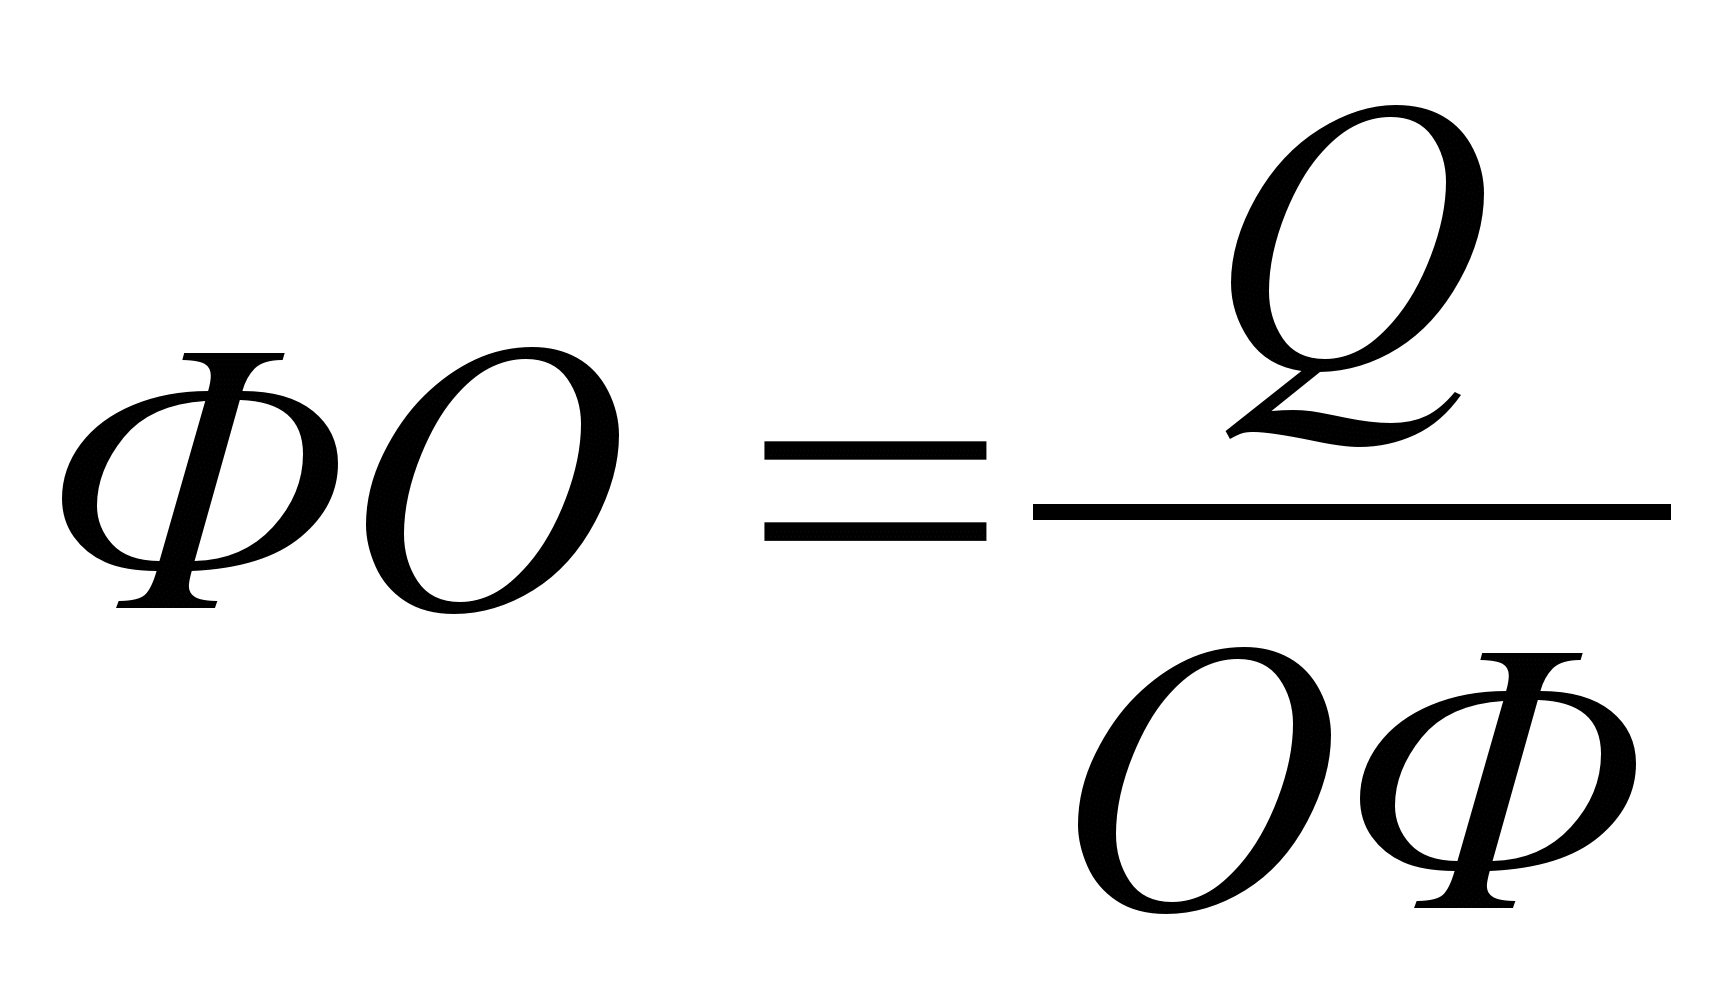 ФО = Q / ОФ